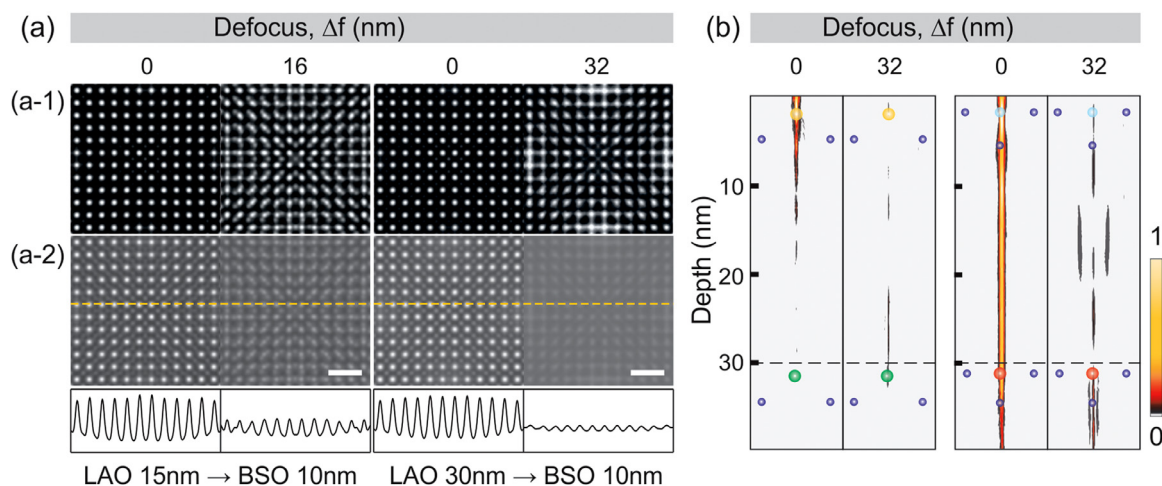 (a)
Defocus, Δf (nm)
0 16 0 32
(a-1)
(a-2)
LAO 15nm → BSO 10nm
LAO 30nm → BSO 10nm
(b)
Defocus, Δf (nm)
0 32 0 32
Depth (nm)
10
20
30
40
1
0